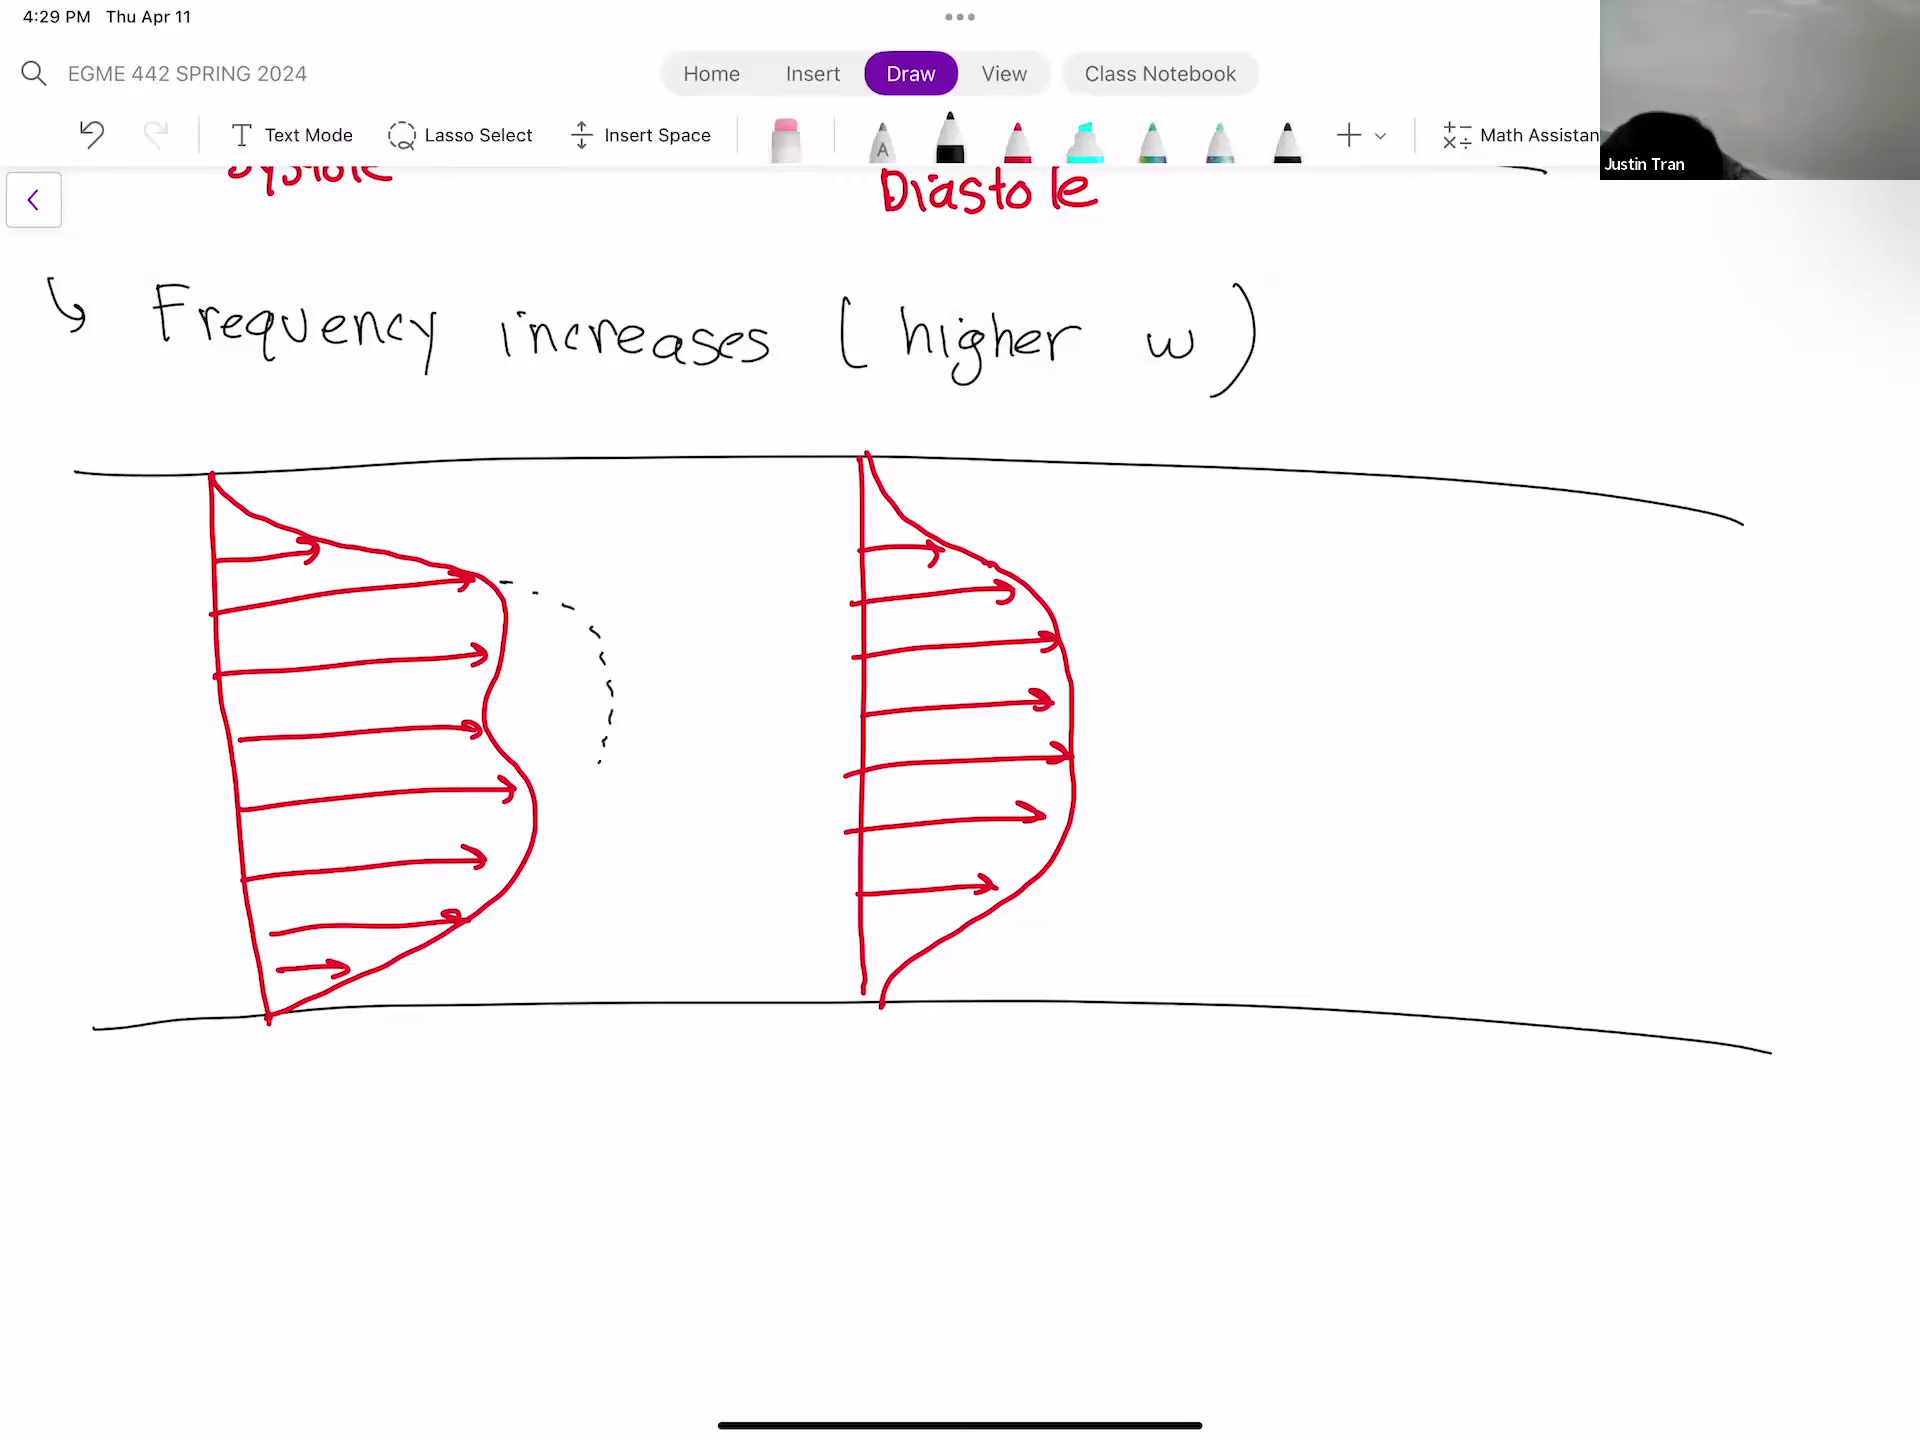 4:29 PM Thu Apr 11
EGME 442 SPRING 2024
Home Insert Draw View Class Notebook
Text Mode Lasso Select Insert Space A Math Assistan
Justin Tran
Systole Diastole
↳ Frequency increases (higher w)